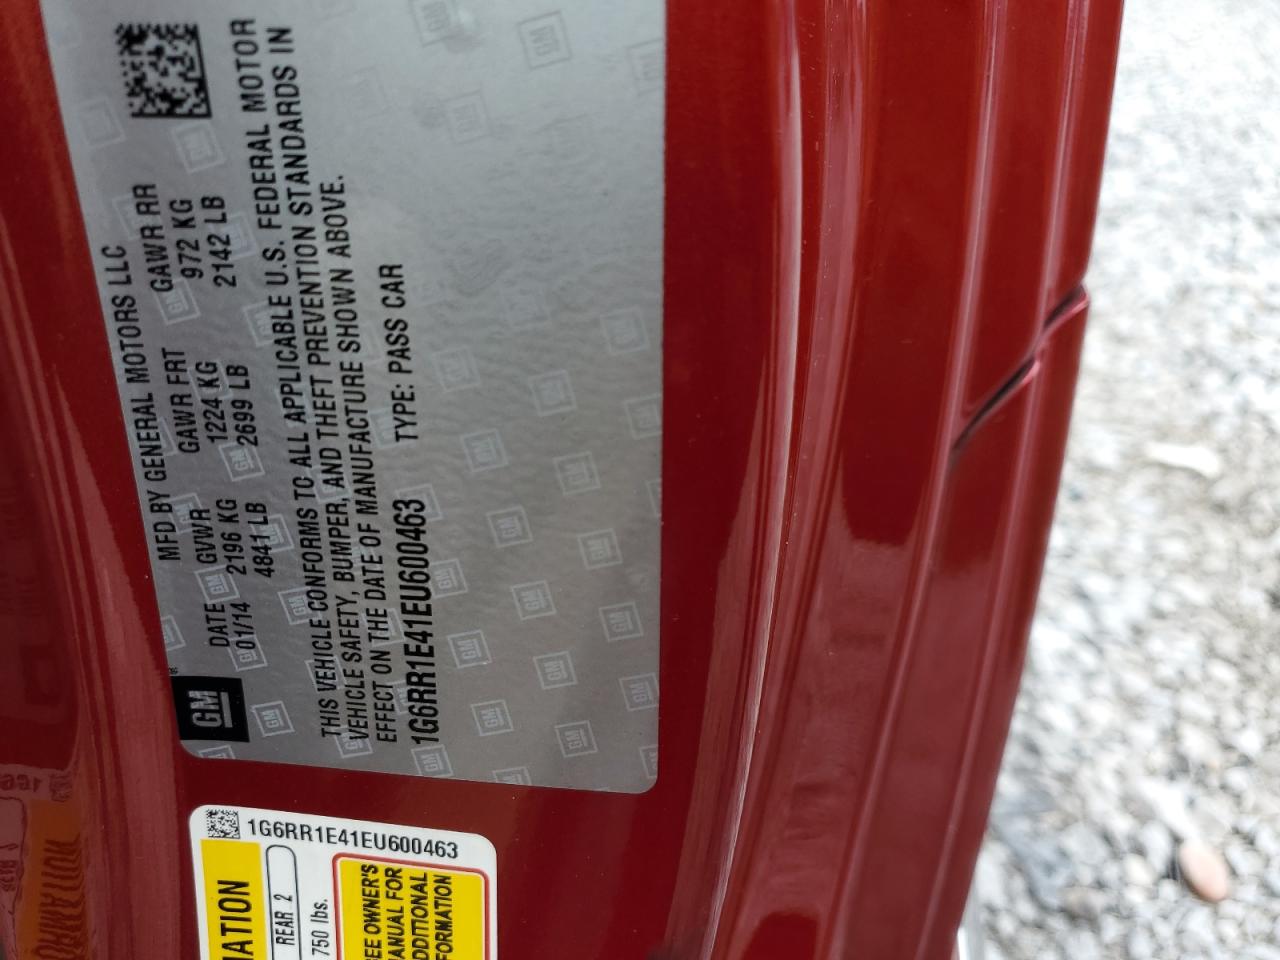 GM
MFD BY GENERAL MOTORS LLC
DATE GVWR GAWR FRT GAWR RR
01/14 2196 KG 1224 KG 972 KG
4841 LB 2699 LB 2142 LB
THIS VEHICLE CONFORMS TO ALL APPLICABLE U.S. FEDERAL MOTOR
VEHICLE SAFETY, BUMPER, AND THEFT PREVENTION STANDARDS IN
EFFECT ON THE DATE OF MANUFACTURE SHOWN ABOVE.
1G6RR1E41EU600463 TYPE: PASS CAR
1G6RR1E41EU600463
MATION
REAR 2
750 lbs.
SEE OWNER'S
MANUAL FOR
ADDITIONAL
INFORMATION